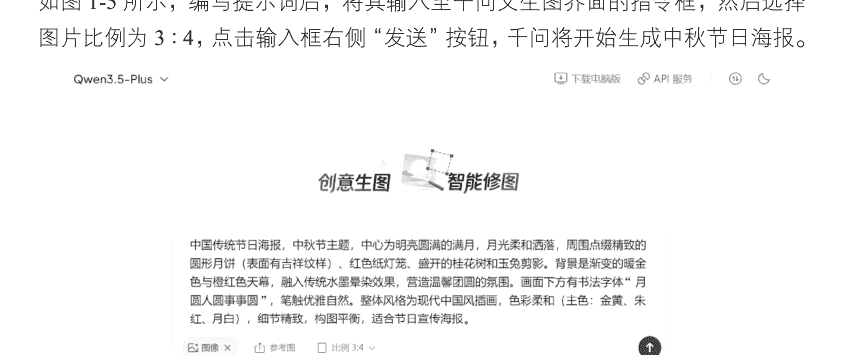 如图 1-5 所示，编写提示词后，将其输入至千问文生图界面的指令框，然后选择
图片比例为 3∶4，点击输入框右侧“发送”按钮，千问将开始生成中秋节日海报。
Qwen3.5-Plus 下载电脑版 API 服务
创意生图 智能修图
中国传统节日海报，中秋节主题，中心为明亮圆满的满月，月光柔和洒落，周围点缀精致的
圆形月饼（表面有吉祥纹样）、红色纸灯笼、盛开的桂花树和玉兔剪影。背景是渐变的暖金
色与橙红色天幕，融入传统水墨晕染效果，营造温馨团圆的氛围。画面下方有书法字体“月
圆人圆事事圆”，笔触优雅自然。整体风格为现代中国风插画，色彩柔和（主色：金黄、朱
红、月白），细节精致，构图平衡，适合节日宣传海报。
图像 × 参考图 比例 3:4